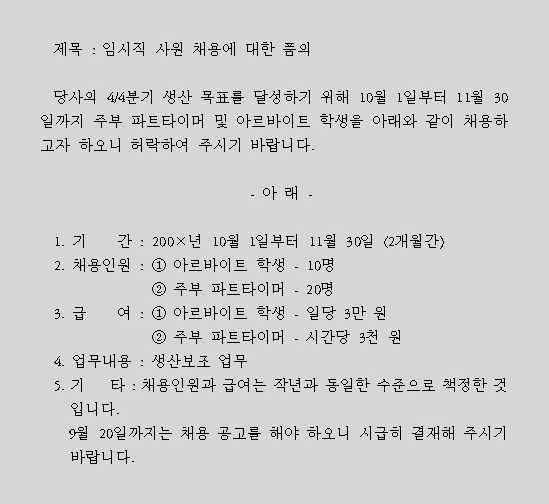 제목 : 임시직 사원 채용에 대한 품의
당사의 4/4분기 생산 목표를 달성하기 위해 10월 1일부터 11월 30
일까지 주부 파트타이머 및 아르바이트 학생을 아래와 같이 채용하
고자 하오니 허락하여 주시기 바랍니다.
- 아 래 -
1. 기 간 : 200×년 10월 1일부터 11월 30일 (2개월간)
2. 채용인원 : ① 아르바이트 학생 - 10명
② 주부 파트타이머 - 20명
3. 급 여 : ① 아르바이트 학생 - 일당 3만 원
② 주부 파트타이머 - 시간당 3천 원
4. 업무내용 : 생산보조 업무
5. 기 타 : 채용인원과 급여는 작년과 동일한 수준으로 책정한 것
입니다.
9월 20일까지는 채용 공고를 해야 하오니 시급히 결재해 주시기
바랍니다.